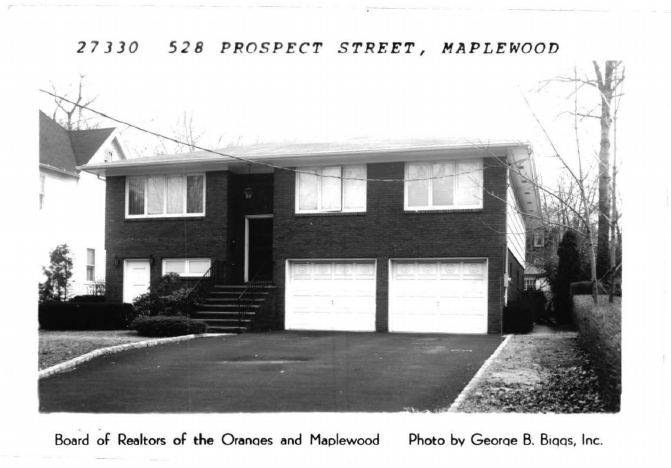 27330 528 PROSPECT STREET, MAPLEWOOD
Board of Realtors of the Oranges and Maplewood Photo by George B. Biggs, Inc.